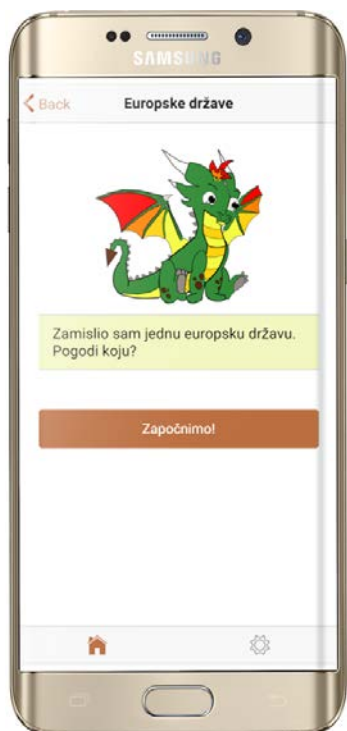 SAMSUNG
Back
Europske države
Zamislio sam jednu europsku državu.
Pogodi koju?
Započnimo!